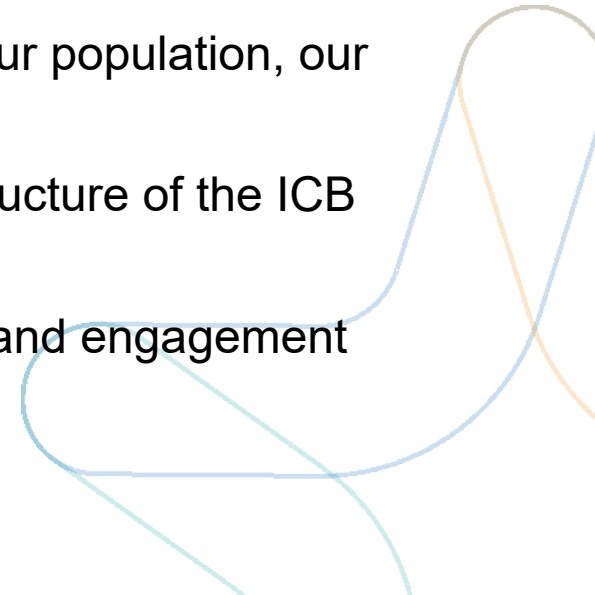 ur population, our
ucture of the ICB
and engagement